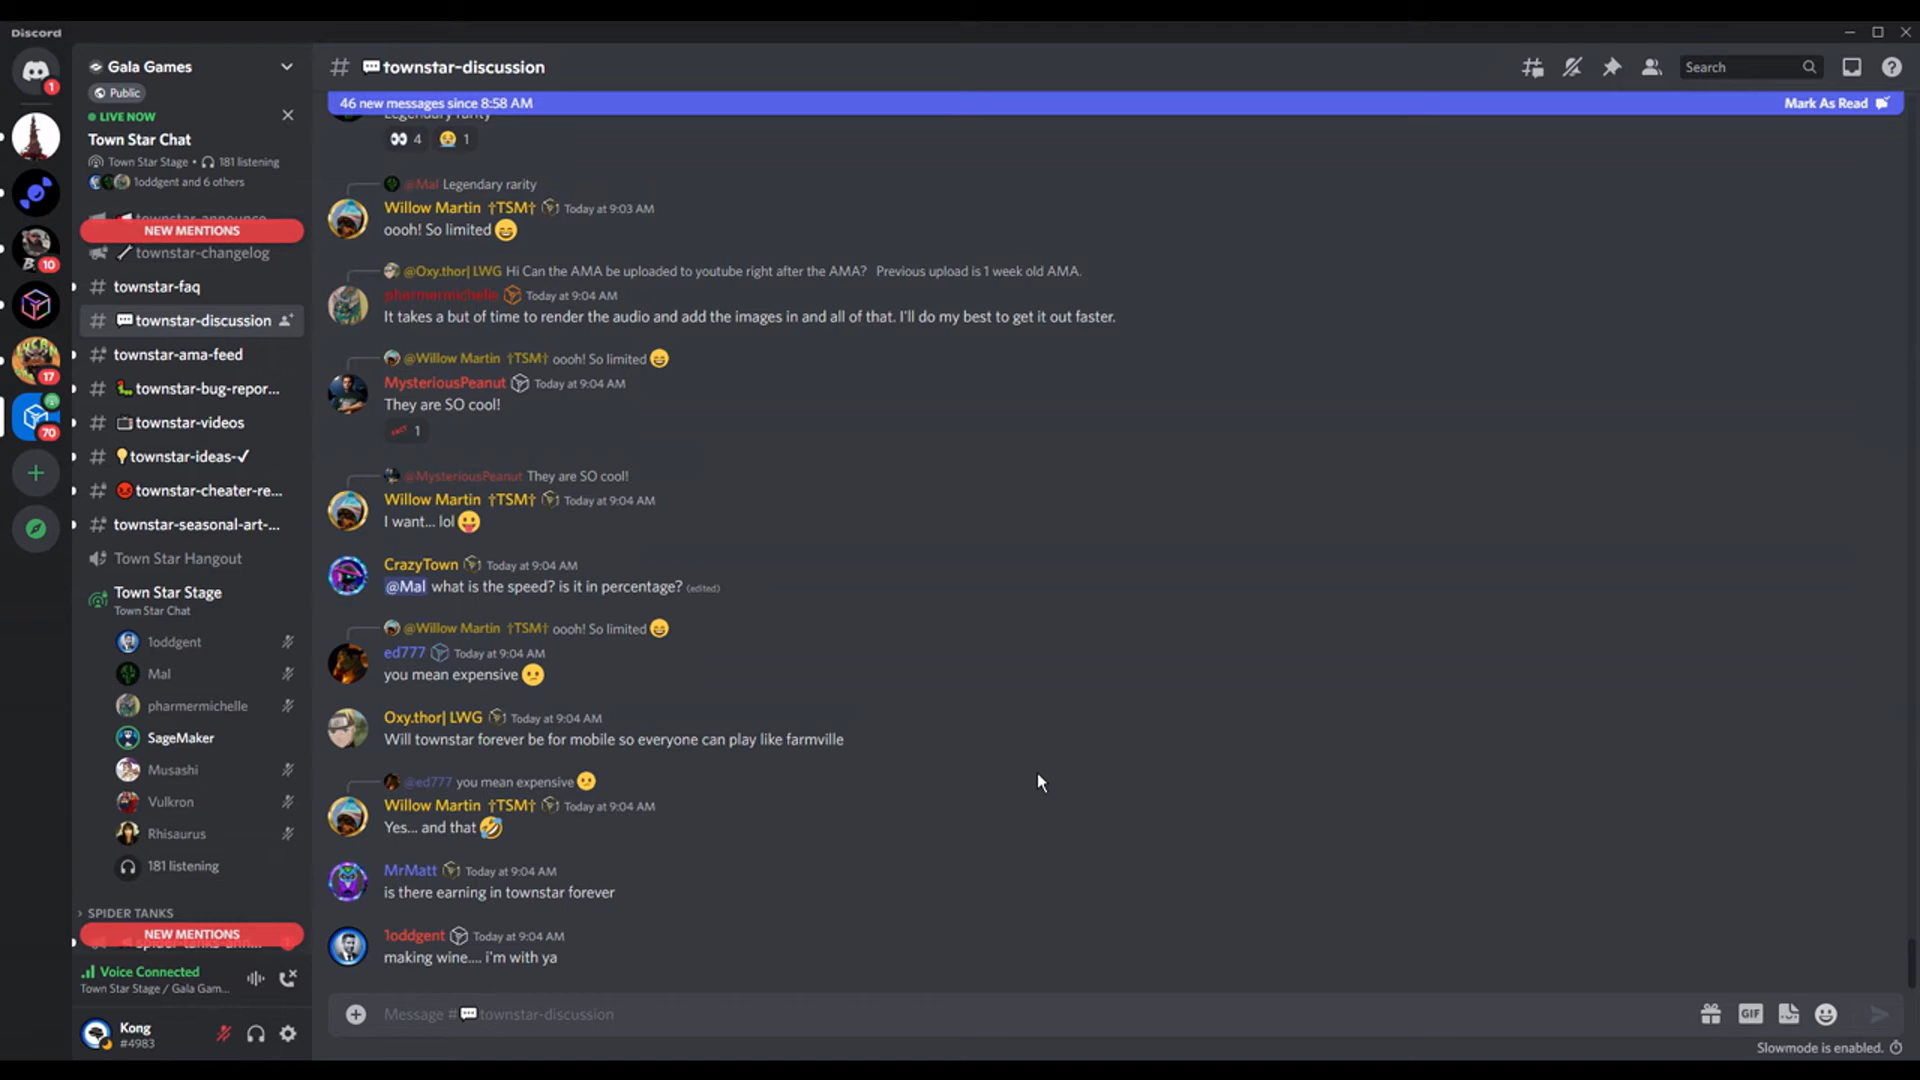 Discord
1
10
17
70
Gala Games
Public
LIVE NOW
Town Star Chat
Town Star Stage • 181 listening
1oddgent and 6 others
NEW MENTIONS
townstar-changelog
townstar-faq
townstar-discussion
townstar-ama-feed
townstar-bug-repor...
townstar-videos
townstar-ideas-✓
townstar-cheater-re...
townstar-seasonal-art-...
Town Star Hangout
Town Star Stage
Town Star Chat
1oddgent
Mal
pharmermichelle
SageMaker
Musashi
Vulkron
Rhisaurus
181 listening
SPIDER TANKS
NEW MENTIONS
Voice Connected
Town Star Stage / Gala Gam...
Kong
#4983
# townstar-discussion
Search
46 new messages since 8:58 AM
Mark As Read
Legendary rarity
4 1
@Mal Legendary rarity
Willow Martin †TSM† Today at 9:03 AM
oooh! So limited 😄
@Oxy.thor| LWG Hi Can the AMA be uploaded to youtube right after the AMA? Previous upload is 1 week old AMA.
pharmermichelle Today at 9:04 AM
It takes a but of time to render the audio and add the images in and all of that. I'll do my best to get it out faster.
@Willow Martin †TSM† oooh! So limited 😄
MysteriousPeanut Today at 9:04 AM
They are SO cool!
1
@MysteriousPeanut They are SO cool!
Willow Martin †TSM† Today at 9:04 AM
I want... lol 😛
CrazyTown Today at 9:04 AM
@Mal what is the speed? is it in percentage? (edited)
@Willow Martin †TSM† oooh! So limited 😄
ed777 Today at 9:04 AM
you mean expensive 😕
Oxy.thor| LWG Today at 9:04 AM
Will townstar forever be for mobile so everyone can play like farmville
@ed777 you mean expensive 😕
Willow Martin †TSM† Today at 9:04 AM
Yes... and that 🤣
MrMatt Today at 9:04 AM
is there earning in townstar forever
1oddgent Today at 9:04 AM
making wine.... i'm with ya
Message # townstar-discussion
GIF
Slowmode is enabled.